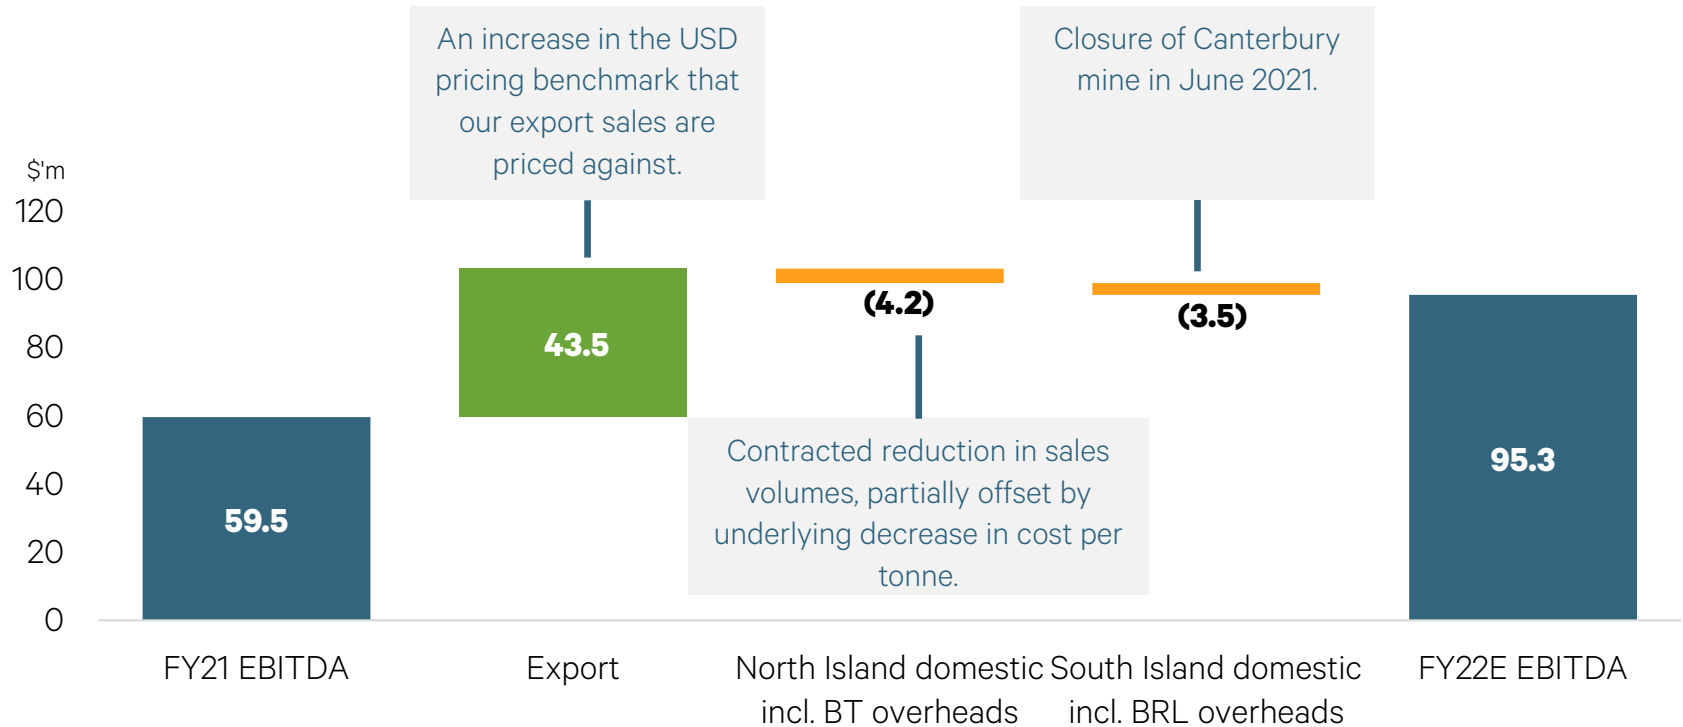 An increase in the USD
pricing benchmark that
our export sales are
priced against.
Closure of Canterbury
mine in June 2021.
$'m
120
100
80
60
40
20
0
59.5
43.5
(4.2)
(3.5)
95.3
Contracted reduction in sales
volumes, partially offset by
underlying decrease in cost per
tonne.
FY21 EBITDA
Export
North Island domestic
incl. BT overheads
South Island domestic
incl. BRL overheads
FY22E EBITDA